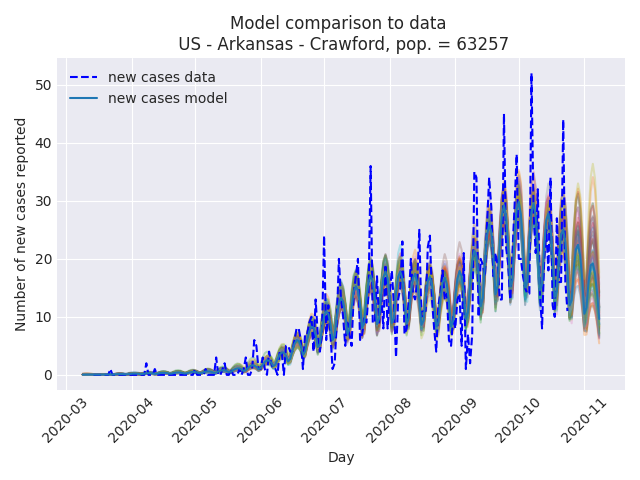 Model comparison to data
US - Arkansas - Crawford, pop. = 63257
new cases data
new cases model
Number of new cases reported
50
40
30
20
10
0
2020-03
2020-04
2020-05
2020-06
2020-07
2020-08
2020-09
2020-10
2020-11
Day